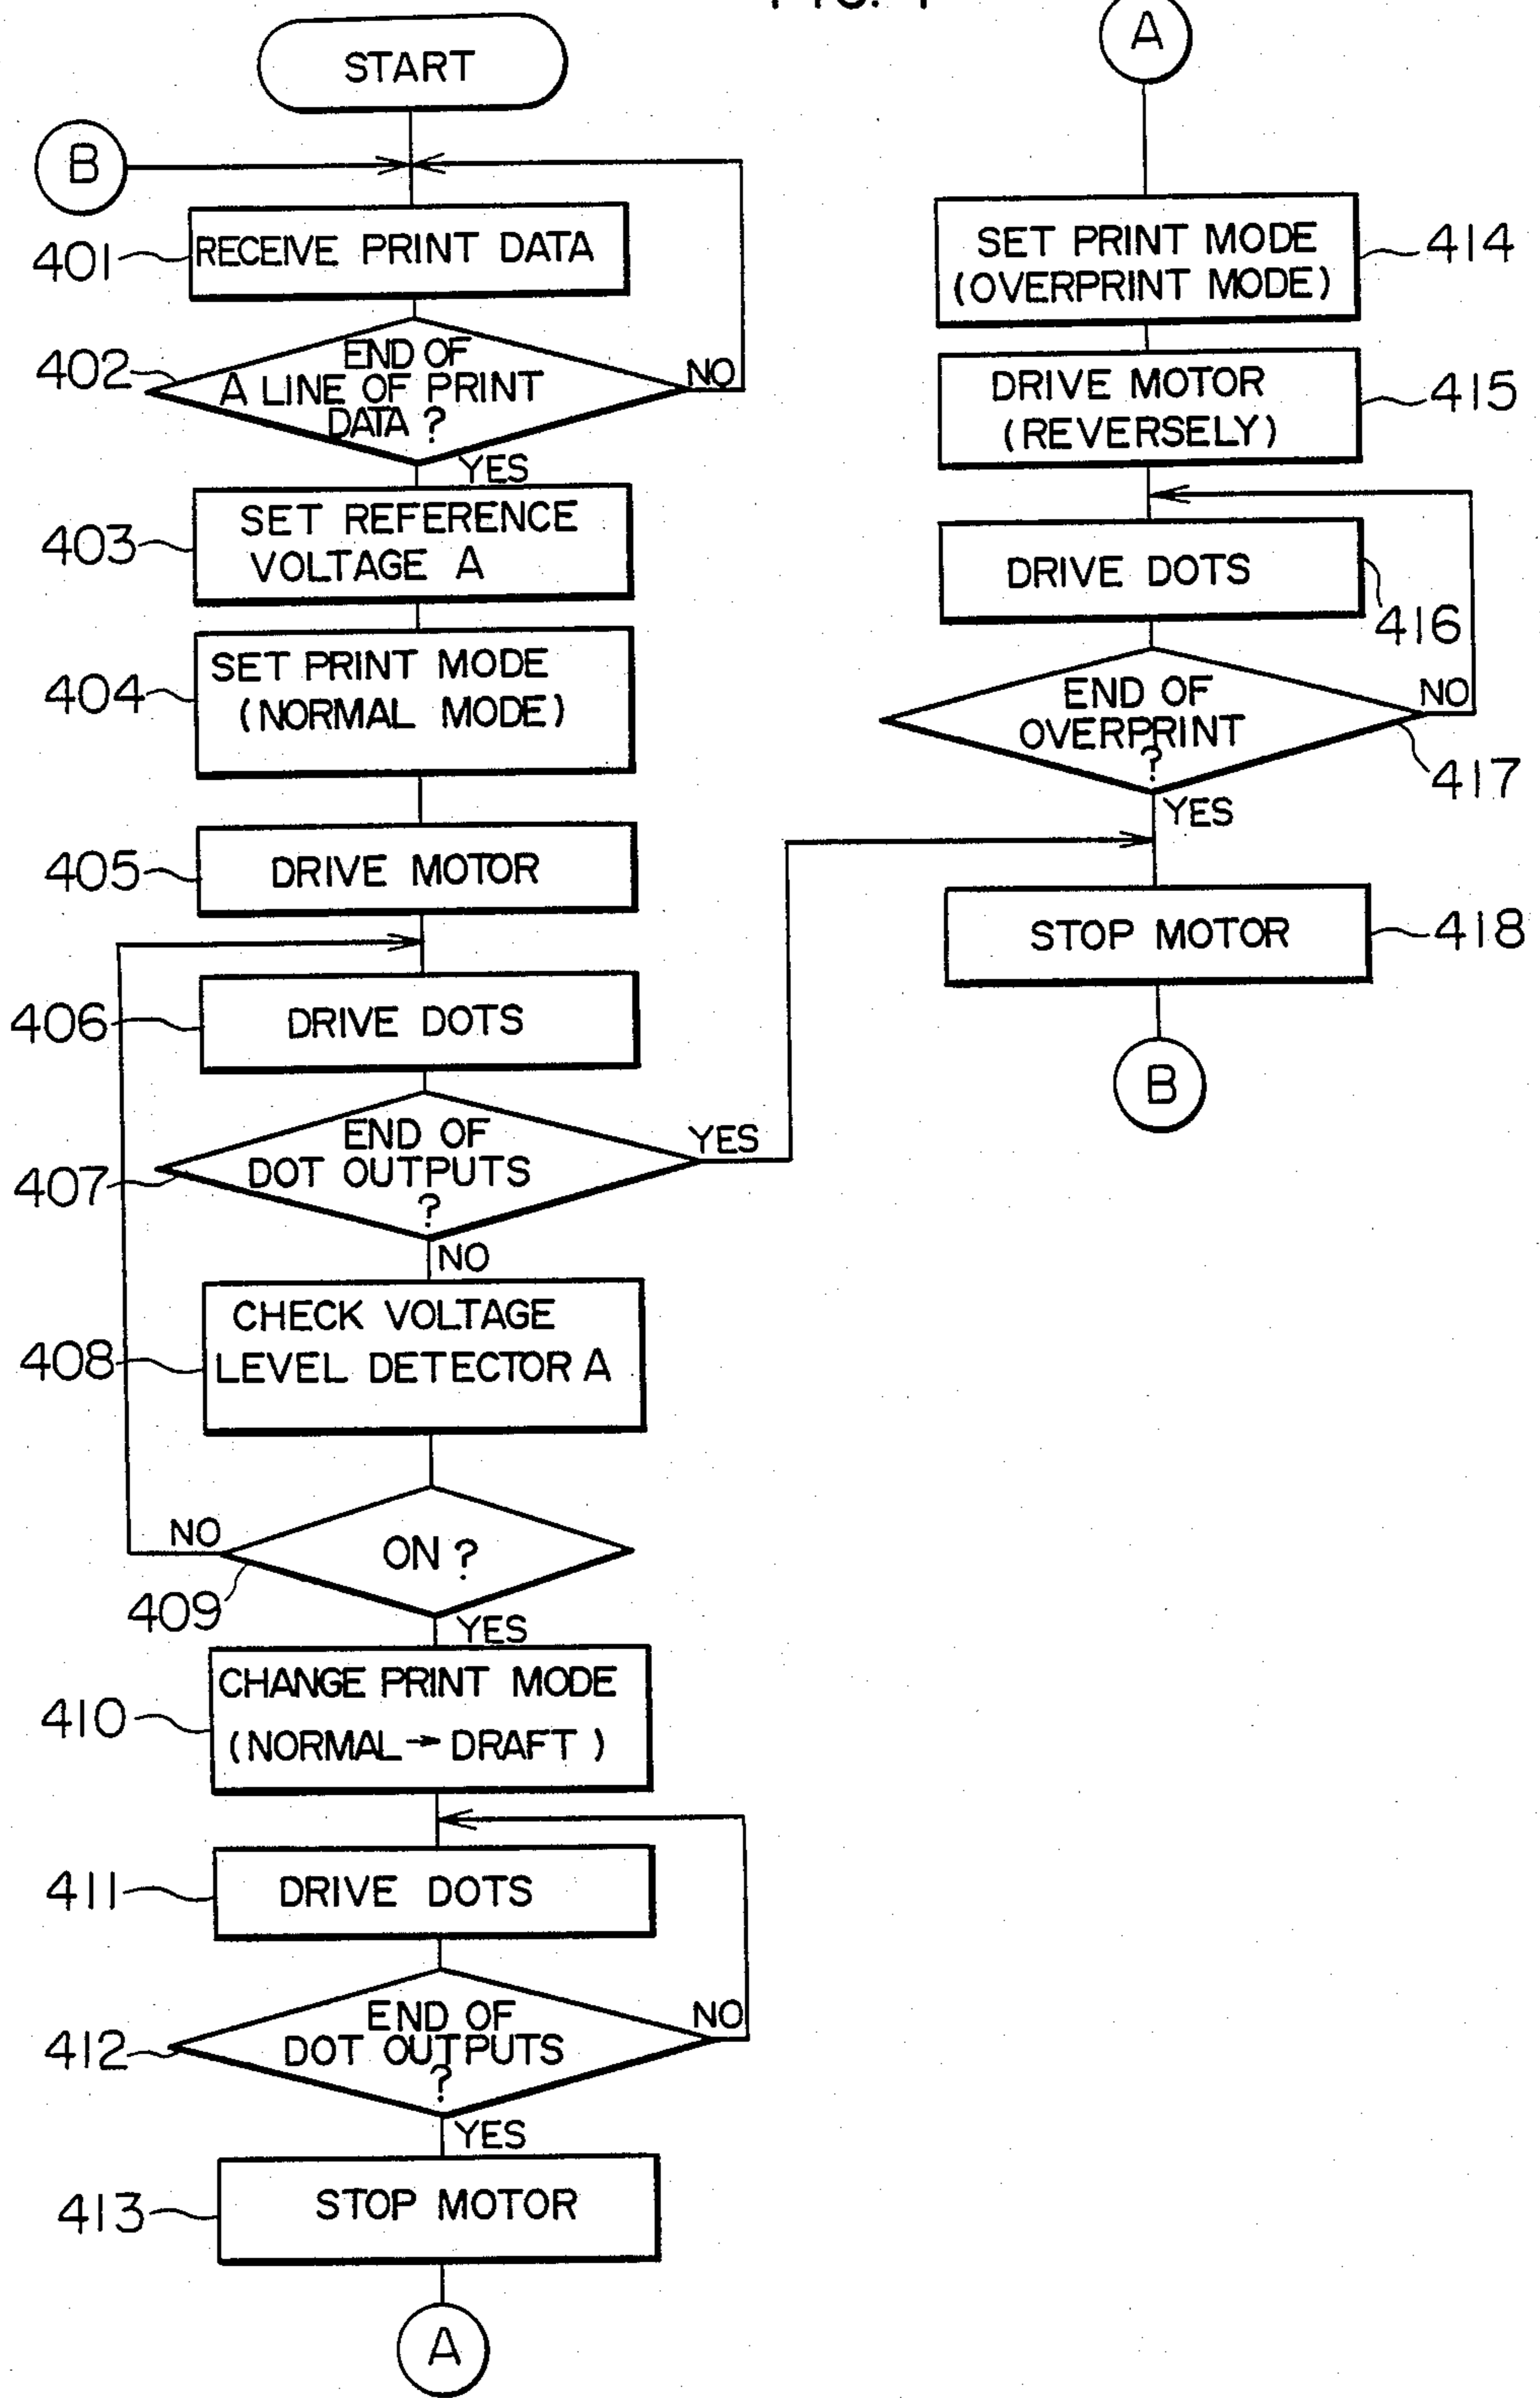 START
B
401
RECEIVE PRINT DATA
402
END OF
A LINE OF PRINT
DATA ?
NO
YES
403
SET REFERENCE
VOLTAGE A
404
SET PRINT MODE
(NORMAL MODE)
405
DRIVE MOTOR
406
DRIVE DOTS
407
END OF
DOT OUTPUTS
?
YES
NO
408
CHECK VOLTAGE
LEVEL DETECTOR A
NO
ON ?
409
YES
410
CHANGE PRINT MODE
(NORMAL → DRAFT )
411
DRIVE DOTS
412
END OF
DOT OUTPUTS
?
NO
YES
413
STOP MOTOR
A
A
SET PRINT MODE
(OVERPRINT MODE)
414
DRIVE MOTOR
(REVERSELY)
415
DRIVE DOTS
416
END OF
OVERPRINT
?
NO
417
YES
STOP MOTOR
418
B